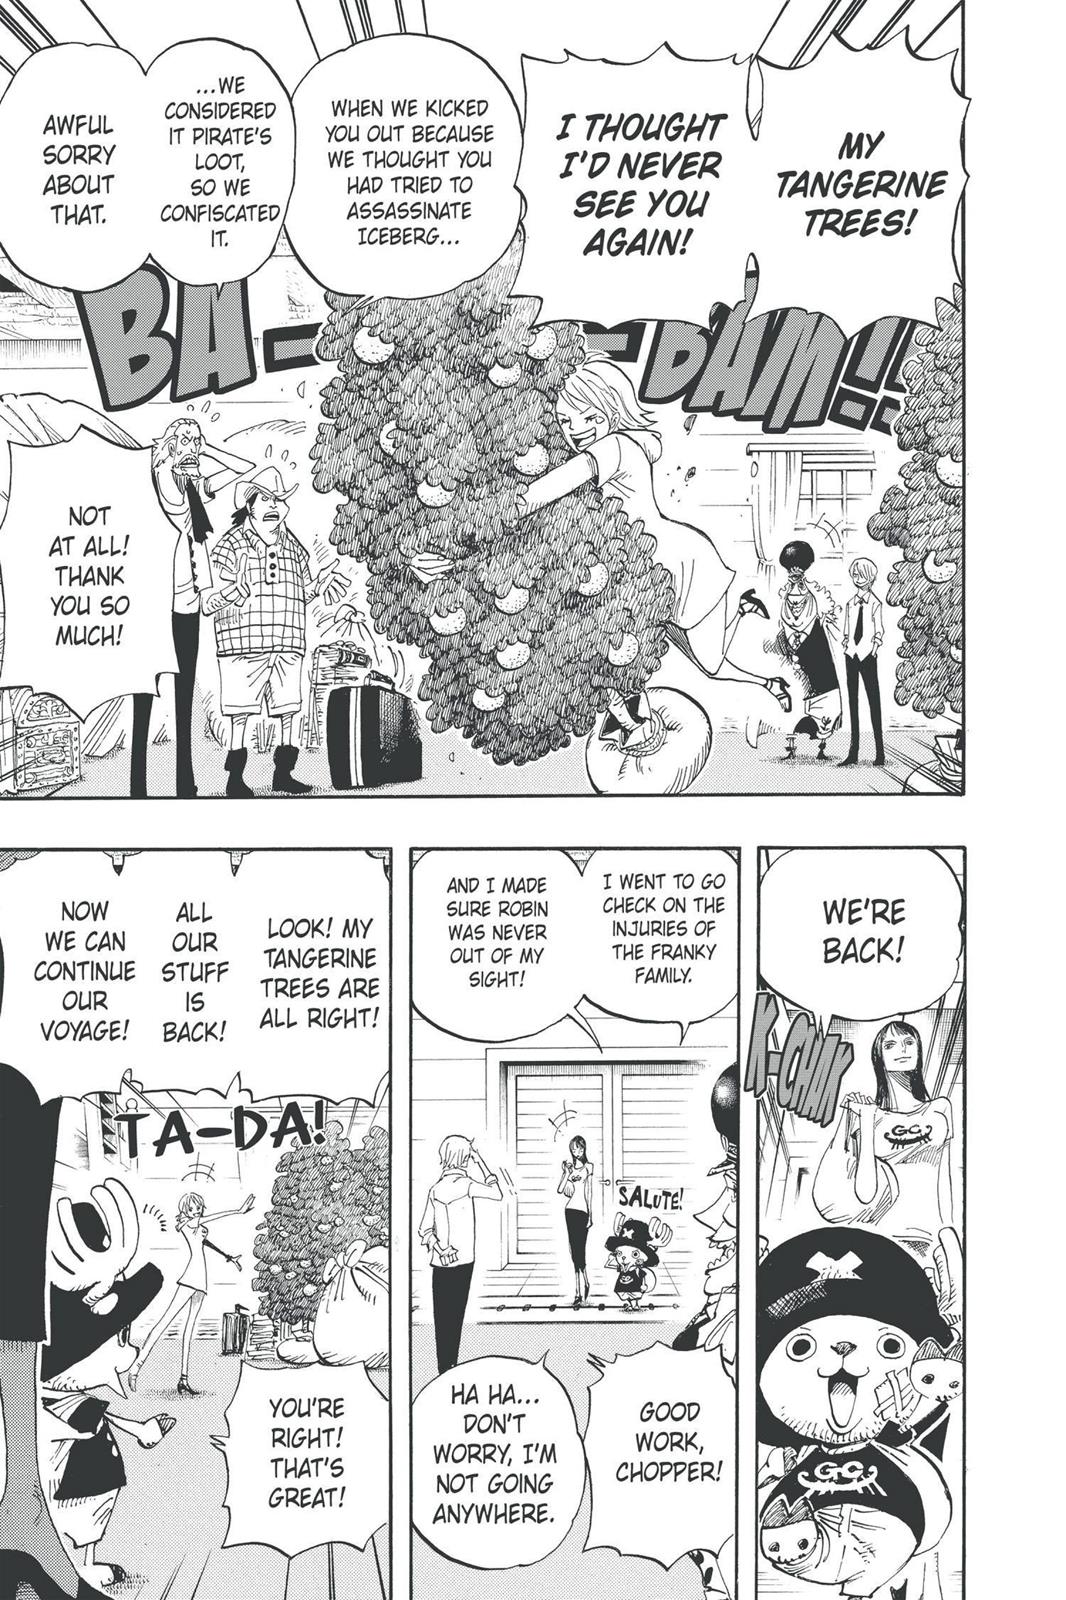 MY
TANGERINE
TREES!
I THOUGHT
I'D NEVER
SEE YOU
AGAIN!
WHEN WE KICKED
YOU OUT BECAUSE
WE THOUGHT YOU
HAD TRIED TO
ASSASSINATE
ICEBERG...
...WE
CONSIDERED
IT PIRATE'S
LOOT,
SO WE
CONFISCATED
IT.
AWFUL
SORRY
ABOUT
THAT.
BA--DAM!!
NOT
AT ALL!
THANK
YOU SO
MUCH!
WE'RE
BACK!
K-CHAK
GC
GC
I WENT TO GO
CHECK ON THE
INJURIES
OF THE
FRANKY
FAMILY.
AND I MADE
SURE ROBIN
WAS NEVER
OUT OF MY
SIGHT!
SALUTE!
GOOD
WORK,
CHOPPER!
HA HA...
DON'T
WORRY, I'M
NOT GOING
ANYWHERE.
LOOK! MY
TANGERINE
TREES ARE
ALL RIGHT!
ALL
OUR
STUFF
IS
BACK!
NOW
WE CAN
CONTINUE
OUR
VOYAGE!
TA-DA!
YOU'RE
RIGHT!
THAT'S
GREAT!